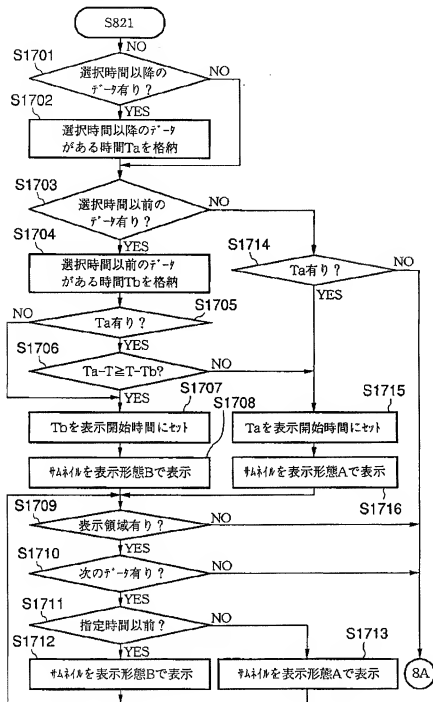 S821
NO
S1701
選択時間以降の
ﾃﾞｰﾀ有り？
NO
YES
S1702
選択時間以降のﾃﾞｰﾀ
がある時間Taを格納
S1703
選択時間以前の
ﾃﾞｰﾀ有り？
NO
YES
S1704
選択時間以前のﾃﾞｰﾀ
がある時間Tbを格納
S1714
Ta有り？
NO
YES
S1705
Ta有り？
NO
YES
S1706
Ta-T≧T-Tb?
NO
YES
S1707
Tbを表示開始時間にセット
S1715
Taを表示開始時間にセット
S1708
ｻﾑﾈｲﾙを表示形態Bで表示
ｻﾑﾈｲﾙを表示形態Aで表示
S1716
S1709
表示領域有り？
NO
YES
S1710
次のﾃﾞｰﾀ有り？
NO
YES
S1711
指定時間以前？
NO
YES
S1712
ｻﾑﾈｲﾙを表示形態Bで表示
S1713
ｻﾑﾈｲﾙを表示形態Aで表示
8A